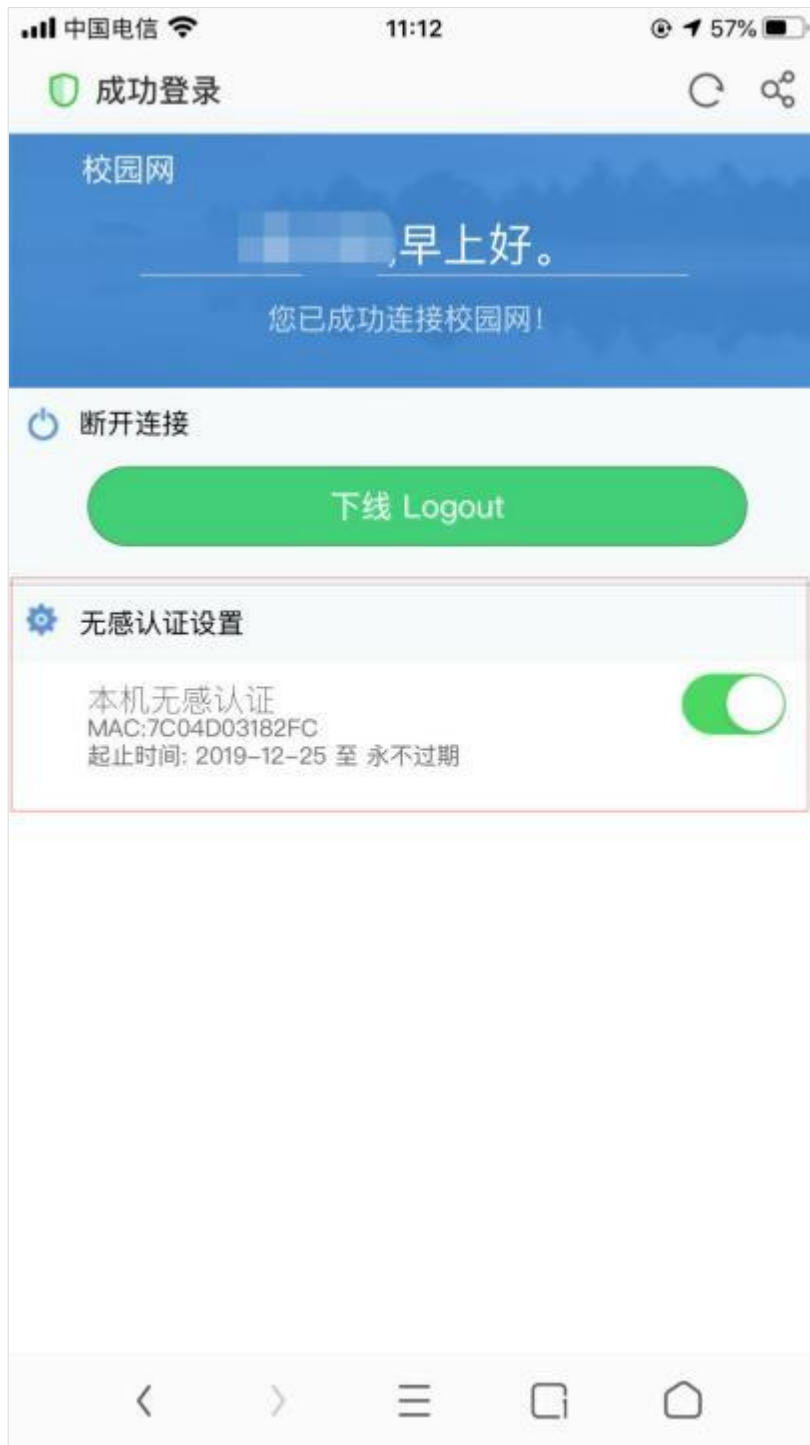 中国电信 11:12 57%
成功登录
校园网
,早上好。
您已成功连接校园网!
断开连接
下线 Logout
无感认证设置
本机无感认证
MAC:7C04D03182FC
起止时间: 2019-12-25 至 永不过期